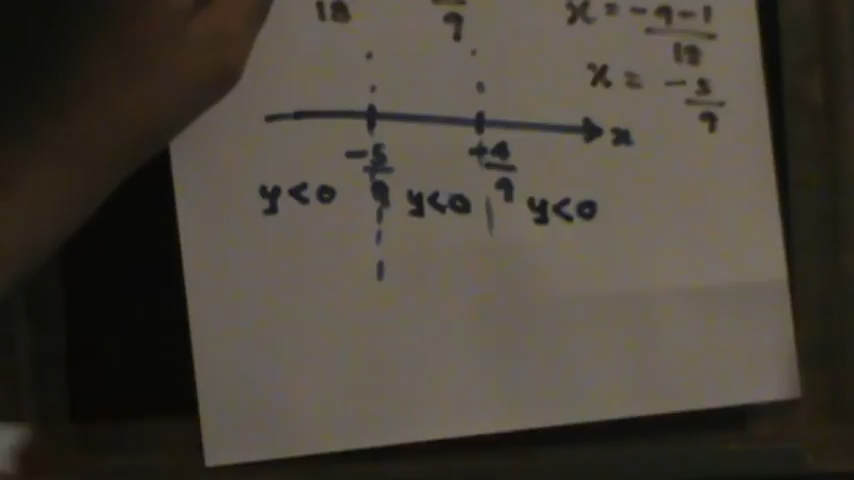 18 9 x = -9-1
18
x = -5
9
x
-5 +4
9 9
y<0 y<0 y<0